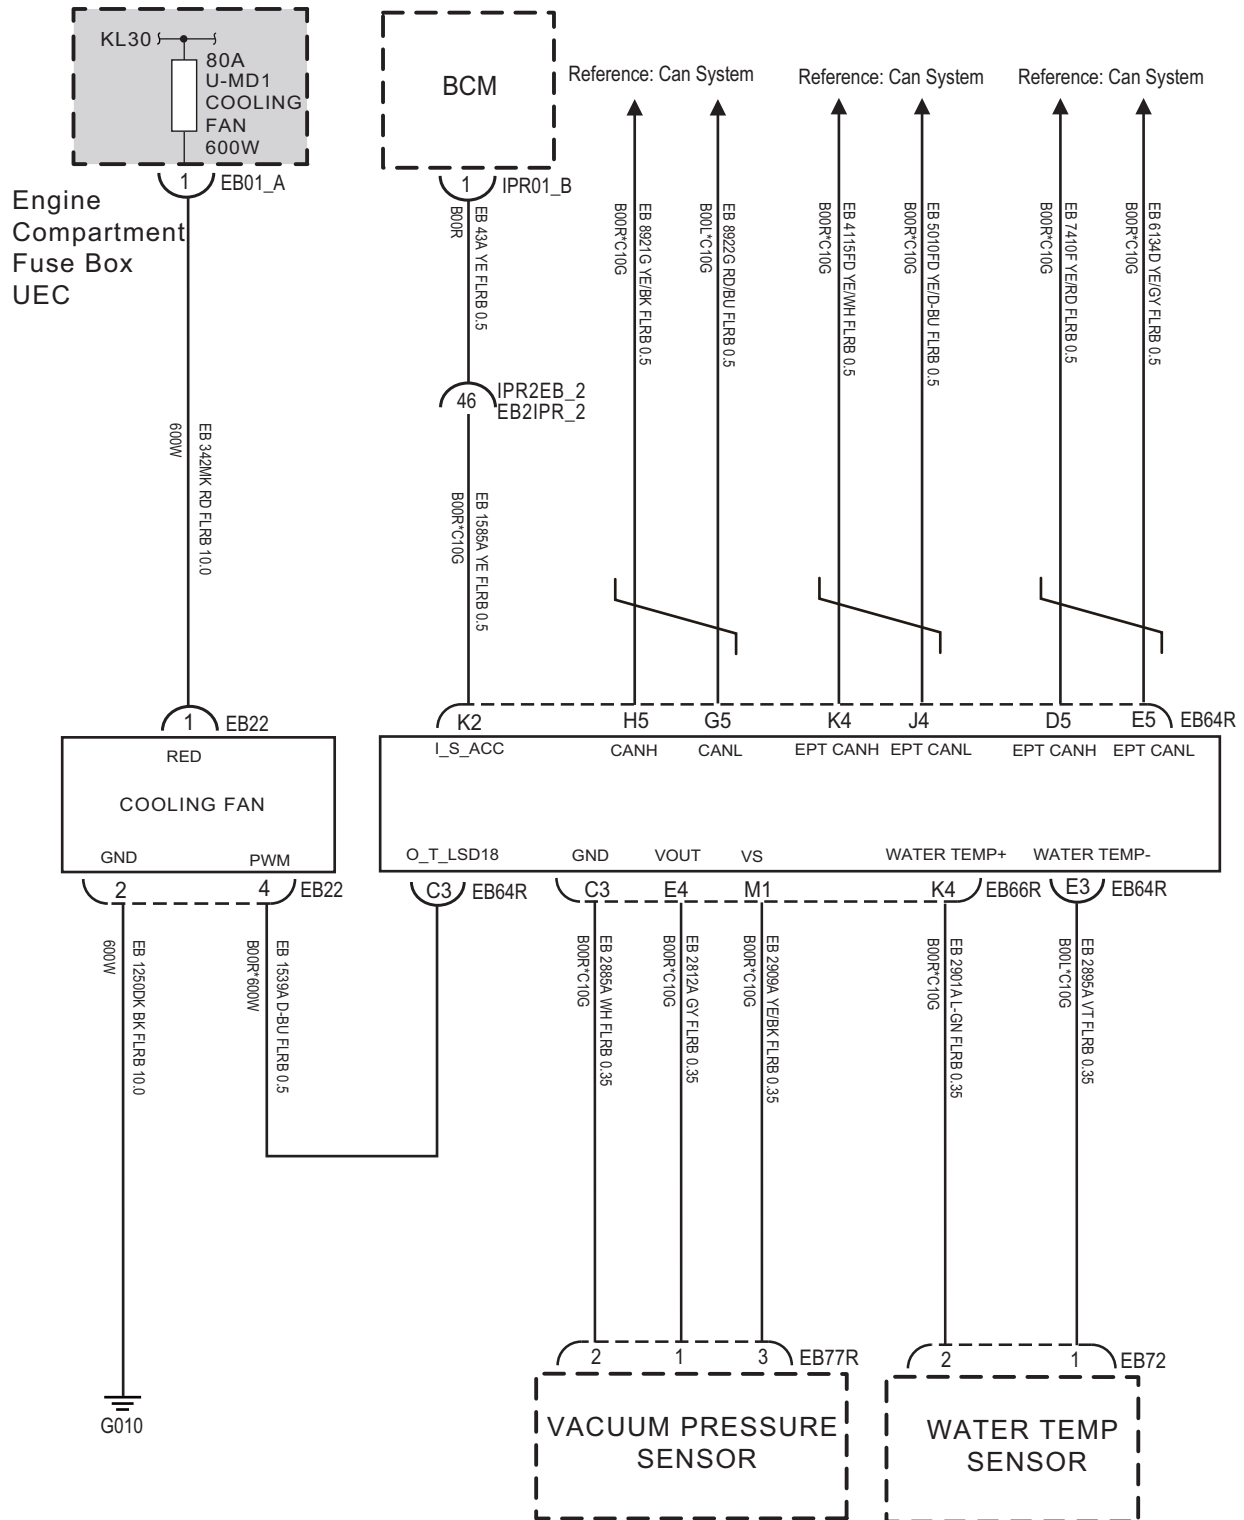 KL30
80A
U-MD1
COOLING
FAN
600W
1 EB01_A
Engine
Compartment
Fuse Box
UEC
BCM
1 IPR01_B
Reference: Can System
Reference: Can System
Reference: Can System
EB 43A YE FLRB 0.5
B00R
EB 8921G YE/BK FLRB 0.5
B00R*C10G
EB 8922G RD/BU FLRB 0.5
B00L*C10G
EB 4115FD YE/WH FLRB 0.5
B00R*C10G
EB 5010FD YE/D-BU FLRB 0.5
B00R*C10G
EB 7410F YE/RD FLRB 0.5
B00R*C10G
EB 6134D YE/GY FLRB 0.5
B00R*C10G
46 IPR2EB_2
EB2IPR_2
EB 342MK RD FLRB 10.0
600W
EB 1585A YE FLRB 0.5
B00R*C10G
1 EB22
K2 H5 G5 K4 J4 D5 E5 EB64R
RED
I_S_ACC CANH CANL EPT CANH EPT CANL EPT CANH EPT CANL
COOLING FAN
GND PWM
O_T_LSD18 GND VOUT VS WATER TEMP+ WATER TEMP-
2 4 EB22
C3 EB64R C3 E4 M1 K4 EB66R E3 EB64R
EB 1250DK BK FLRB 10.0
600W
EB 1539A D-BU FLRB 0.5
B00R*600W
EB 2885A WH FLRB 0.35
B00R*C10G
EB 2812A GY FLRB 0.35
B00R*C10G
EB 2909A YE/BK FLRB 0.35
B00R*C10G
EB 2901A L-GN FLRB 0.35
B00R*C10G
EB 2895A VT FLRB 0.35
B00L*C10G
2 1 3 EB77R
2 1 EB72
G010
VACUUM PRESSURE
SENSOR
WATER TEMP
SENSOR